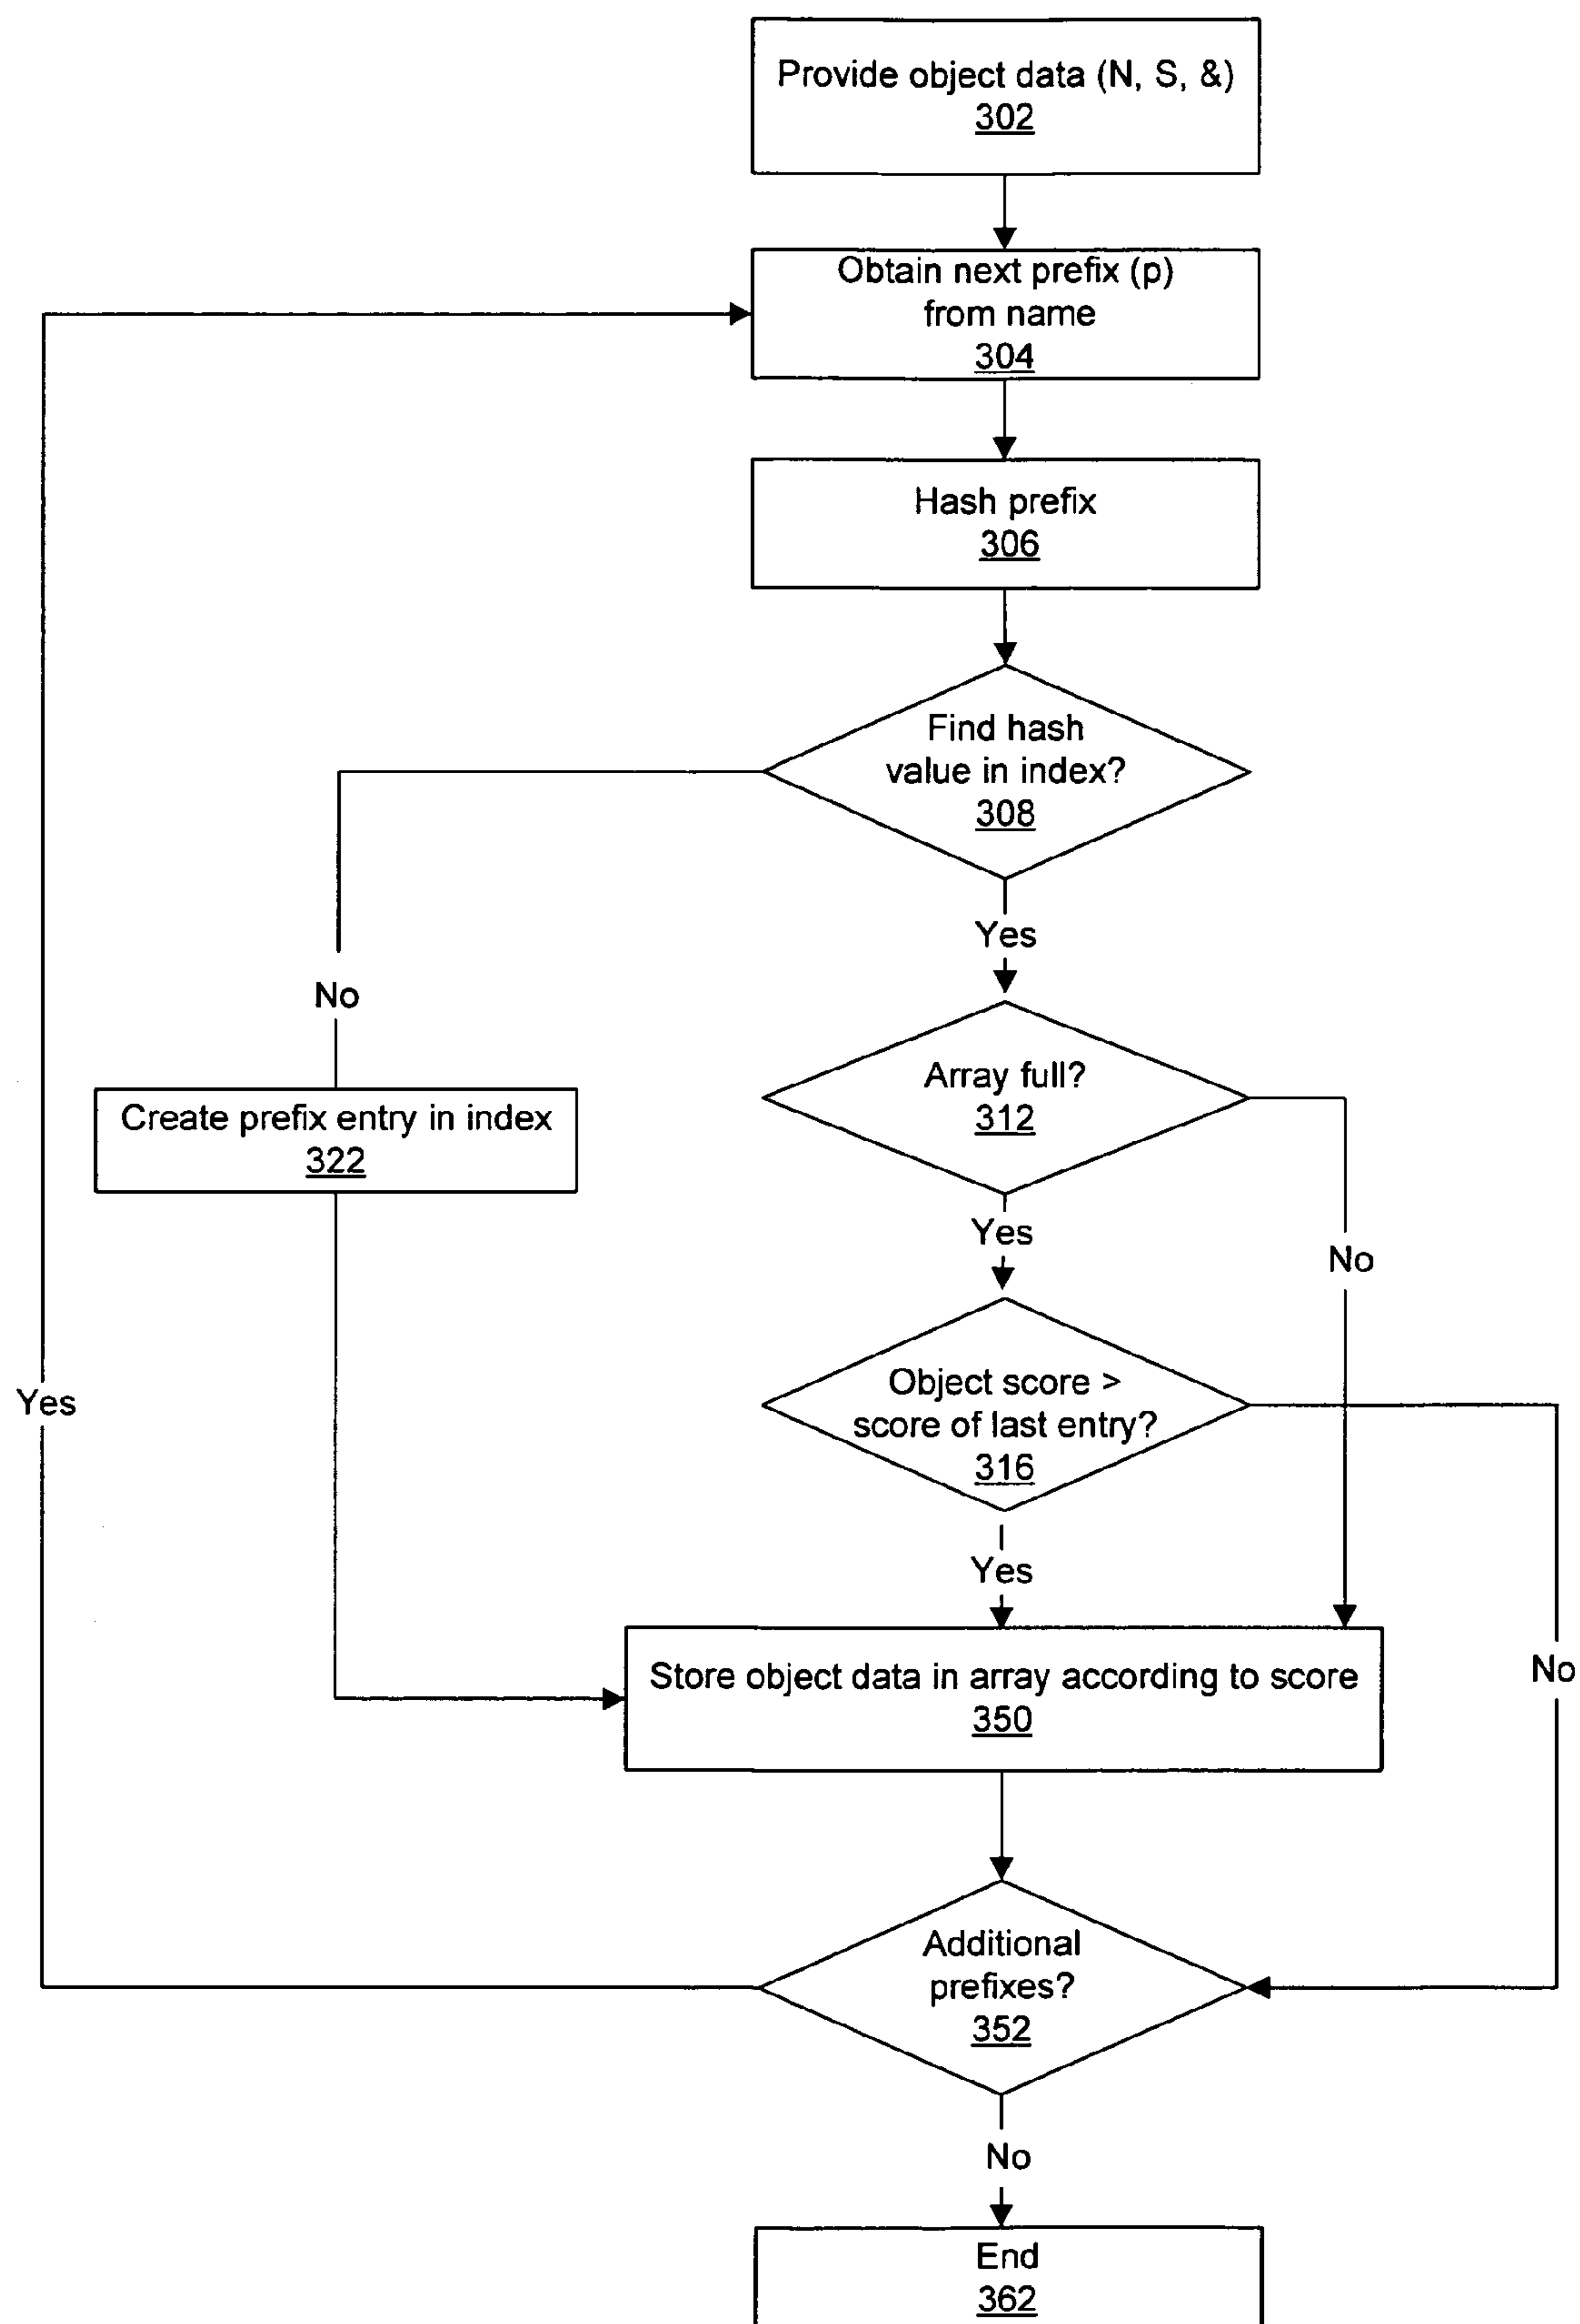 Provide object data (N, S, &)
302
Obtain next prefix (p)
from name
304
Hash prefix
306
Find hash
value in index?
308
Yes
No
Array full?
312
Create prefix entry in index
322
Yes
No
Object score >
score of last entry?
316
Yes
Yes
Store object data in array according to score
350
No
Additional
prefixes?
352
No
End
362